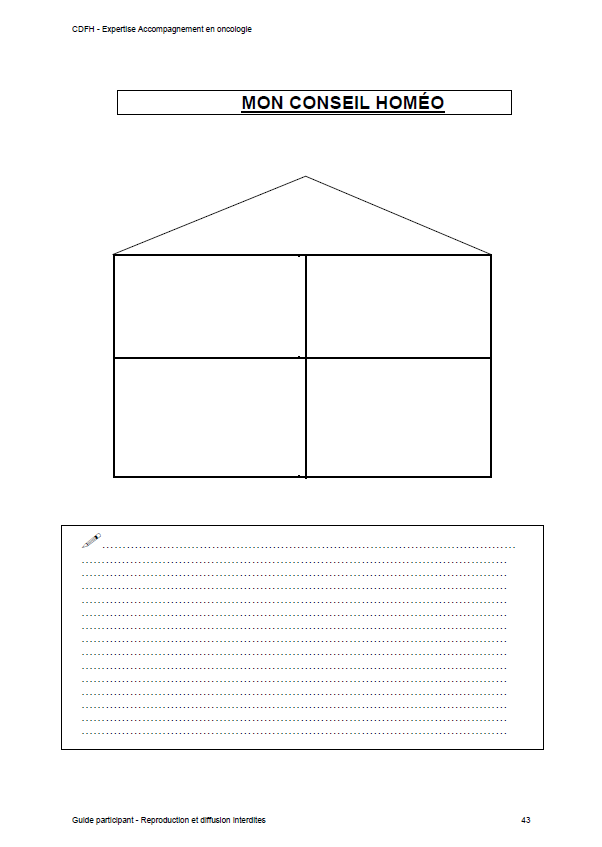 CDFH - Expertise Accompagnement en oncologie
MON CONSEIL HOMÉO
Guide participant - Reproduction et diffusion interdites 43